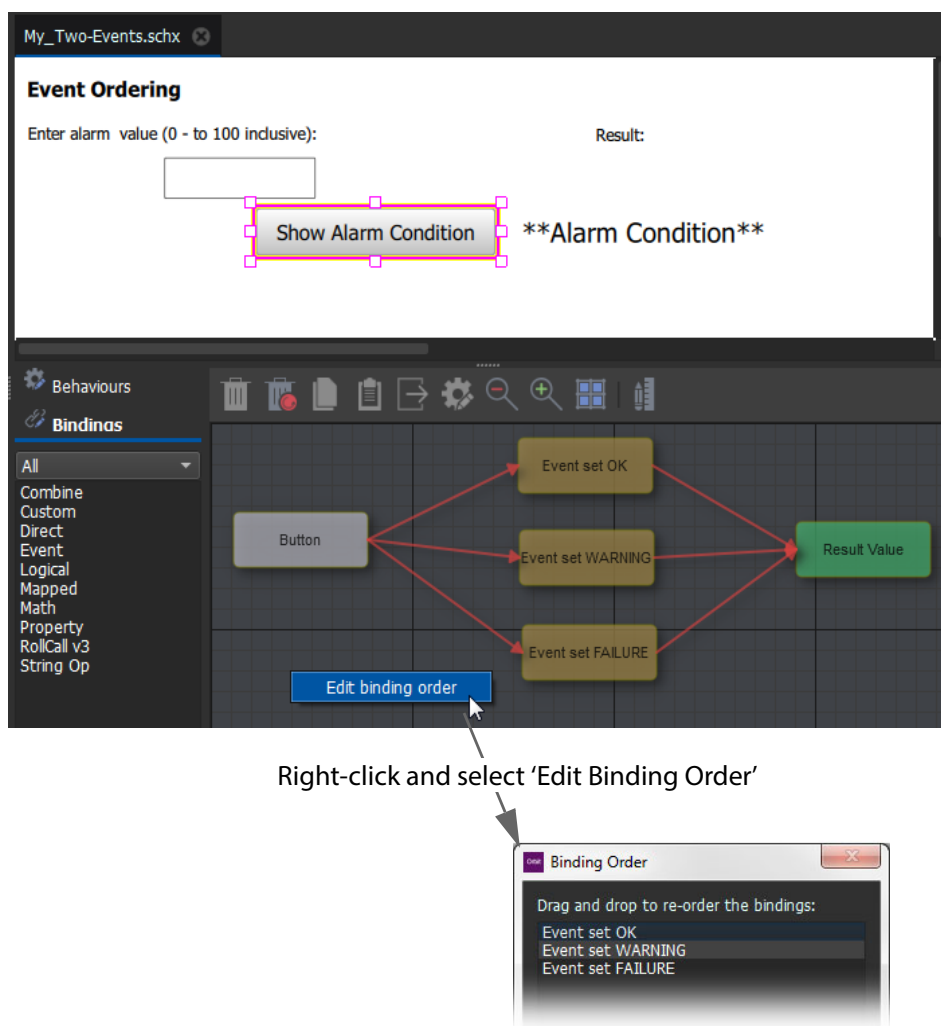 My_Two-Events.schx
Event Ordering
Enter alarm value (0 - to 100 inclusive):
Result:
Show Alarm Condition
**Alarm Condition**
Behaviours
Bindings
All
Combine
Custom
Direct
Event
Logical
Mapped
Math
Property
RollCall v3
String Op
Event set OK
Button
Event set WARNING
Result Value
Event set FAILURE
Edit binding order
Right-click and select ‘Edit Binding Order’
Binding Order
Drag and drop to re-order the bindings:
Event set OK
Event set WARNING
Event set FAILURE